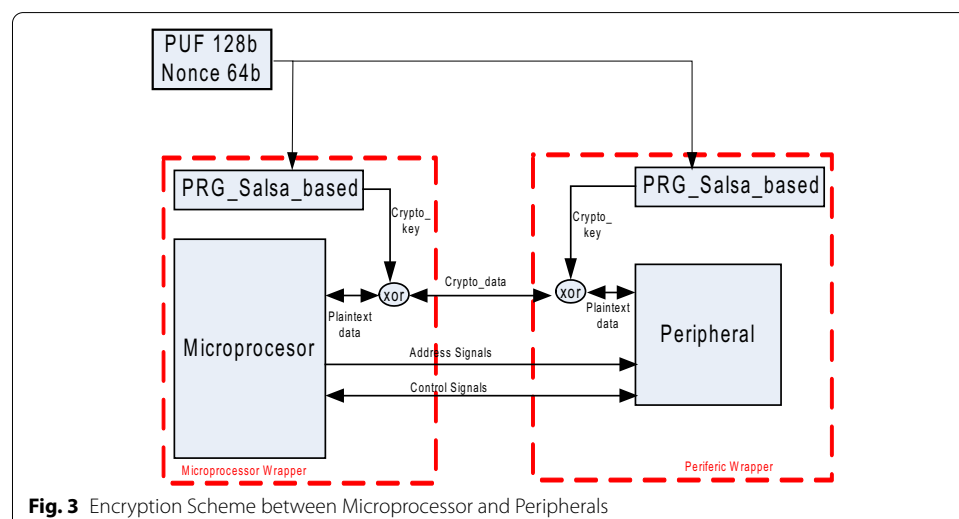 PUF 128b
Nonce 64b
PRG_Salsa_based
PRG_Salsa_based
Crypto_
key
Crypto_
key
xor
Crypto_data
xor
Plaintext
data
Plaintext
data
Microprocesor
Peripheral
Address Signals
Control Signals
Microprocessor Wrapper
Periferic Wrapper
Fig. 3 Encryption Scheme between Microprocessor and Peripherals